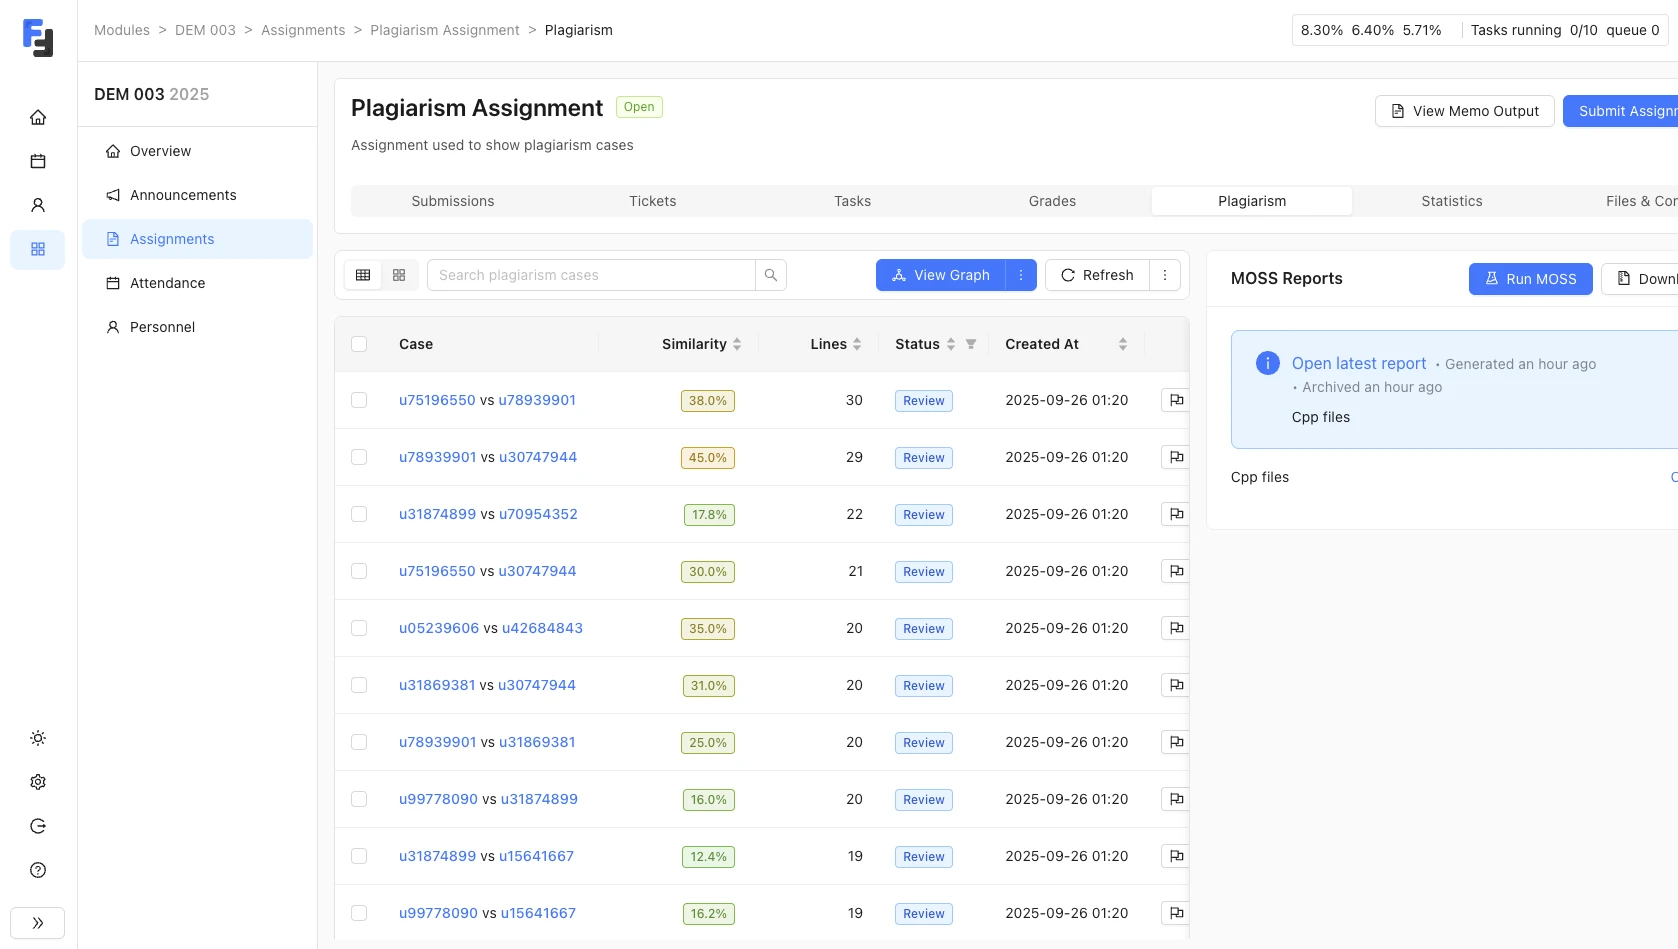 Modules > DEM 003 > Assignments > Plagiarism Assignment > Plagiarism
8.30% 6.40% 5.71% Tasks running 0/10 queue 0
DEM 003 2025
Overview
Announcements
Assignments
Attendance
Personnel
Plagiarism Assignment Open
View Memo Output Submit Assign
Assignment used to show plagiarism cases
Submissions Tickets Tasks Grades Plagiarism Statistics Files & Co
Search plagiarism cases View Graph Refresh
Case Similarity Lines Status Created At
u75196550 vs u78939901 38.0% 30 Review 2025-09-26 01:20
u78939901 vs u30747944 45.0% 29 Review 2025-09-26 01:20
u31874899 vs u70954352 17.8% 22 Review 2025-09-26 01:20
u75196550 vs u30747944 30.0% 21 Review 2025-09-26 01:20
u05239606 vs u42684843 35.0% 20 Review 2025-09-26 01:20
u31869381 vs u30747944 31.0% 20 Review 2025-09-26 01:20
u78939901 vs u31869381 25.0% 20 Review 2025-09-26 01:20
u99778090 vs u31874899 16.0% 20 Review 2025-09-26 01:20
u31874899 vs u15641667 12.4% 19 Review 2025-09-26 01:20
u99778090 vs u15641667 16.2% 19 Review 2025-09-26 01:20
MOSS Reports Run MOSS Down
Open latest report • Generated an hour ago
• Archived an hour ago
Cpp files
Cpp files